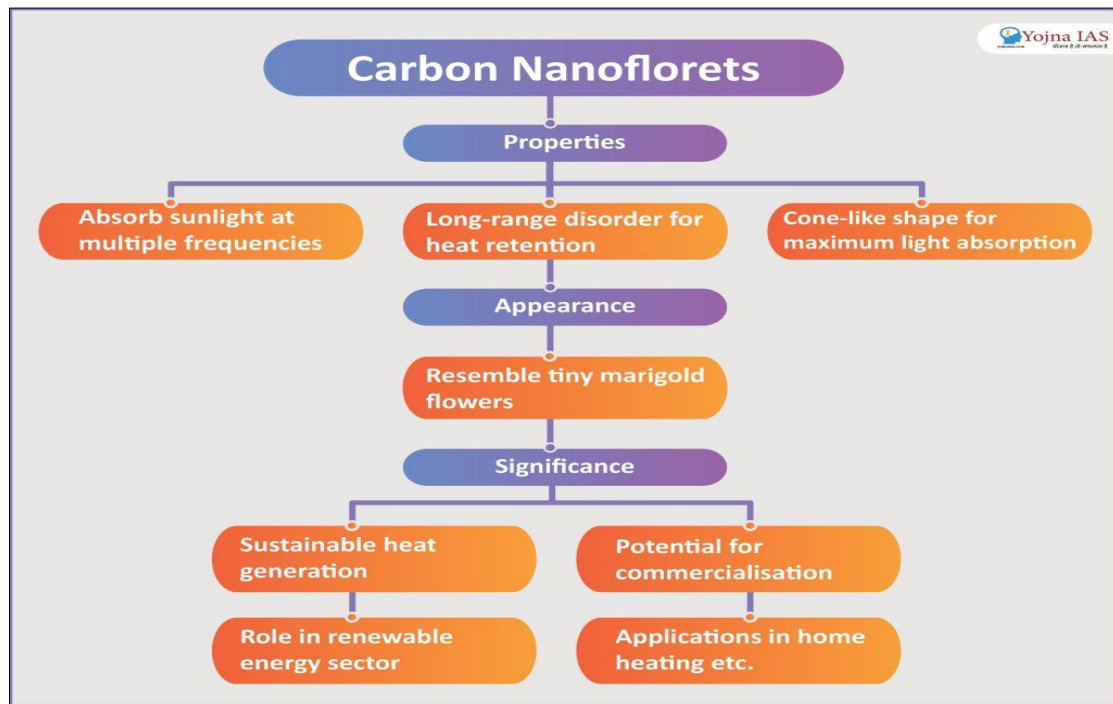 Yojna IAS
योजना है तो सफलता है
Carbon Nanoflorets
Properties
Absorb sunlight at
multiple frequencies
Long-range disorder for
heat retention
Cone-like shape for
maximum light absorption
Appearance
Resemble tiny marigold
flowers
Significance
Sustainable heat
generation
Potential for
commercialisation
Role in renewable
energy sector
Applications in home
heating etc.